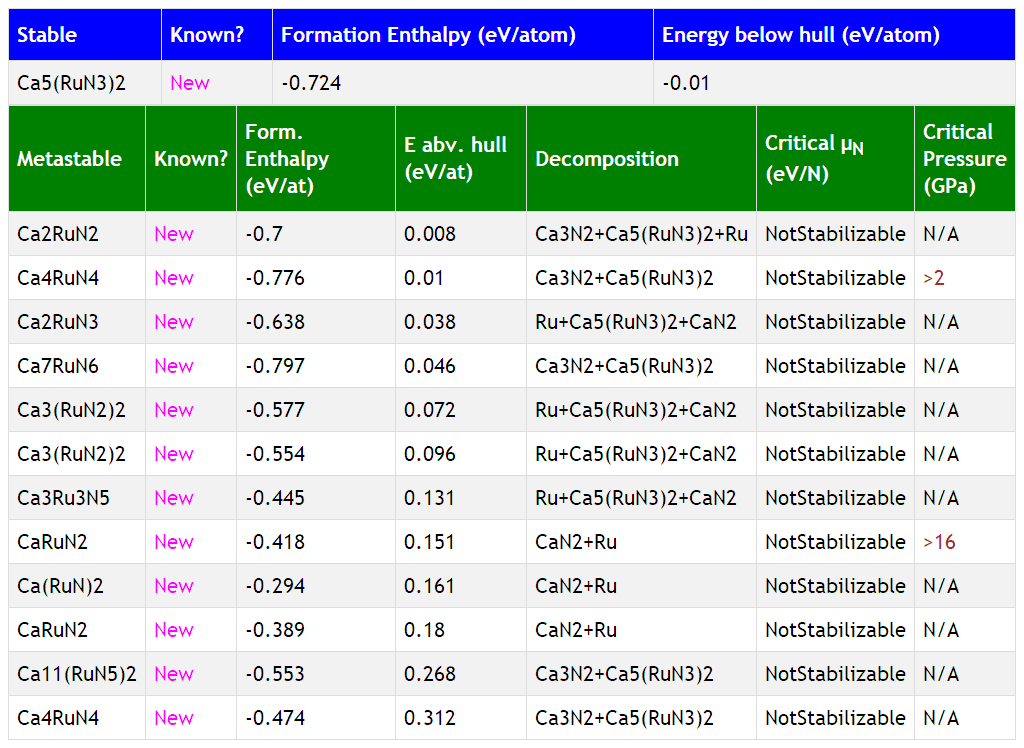 Stable Known? Formation Enthalpy (eV/atom) Energy below hull (eV/atom)
Ca5(RuN3)2 New -0.724 -0.01
Metastable Known? Form. Enthalpy (eV/at) E abv. hull (eV/at) Decomposition Critical μN (eV/N) Critical Pressure (GPa)
Ca2RuN2 New -0.7 0.008 Ca3N2+Ca5(RuN3)2+Ru NotStabilizable N/A
Ca4RuN4 New -0.776 0.01 Ca3N2+Ca5(RuN3)2 NotStabilizable >2
Ca2RuN3 New -0.638 0.038 Ru+Ca5(RuN3)2+CaN2 NotStabilizable N/A
Ca7RuN6 New -0.797 0.046 Ca3N2+Ca5(RuN3)2 NotStabilizable N/A
Ca3(RuN2)2 New -0.577 0.072 Ru+Ca5(RuN3)2+CaN2 NotStabilizable N/A
Ca3(RuN2)2 New -0.554 0.096 Ru+Ca5(RuN3)2+CaN2 NotStabilizable N/A
Ca3Ru3N5 New -0.445 0.131 Ru+Ca5(RuN3)2+CaN2 NotStabilizable N/A
CaRuN2 New -0.418 0.151 CaN2+Ru NotStabilizable >16
Ca(RuN)2 New -0.294 0.161 CaN2+Ru NotStabilizable N/A
CaRuN2 New -0.389 0.18 CaN2+Ru NotStabilizable N/A
Ca11(RuN5)2 New -0.553 0.268 Ca3N2+Ca5(RuN3)2 NotStabilizable N/A
Ca4RuN4 New -0.474 0.312 Ca3N2+Ca5(RuN3)2 NotStabilizable N/A